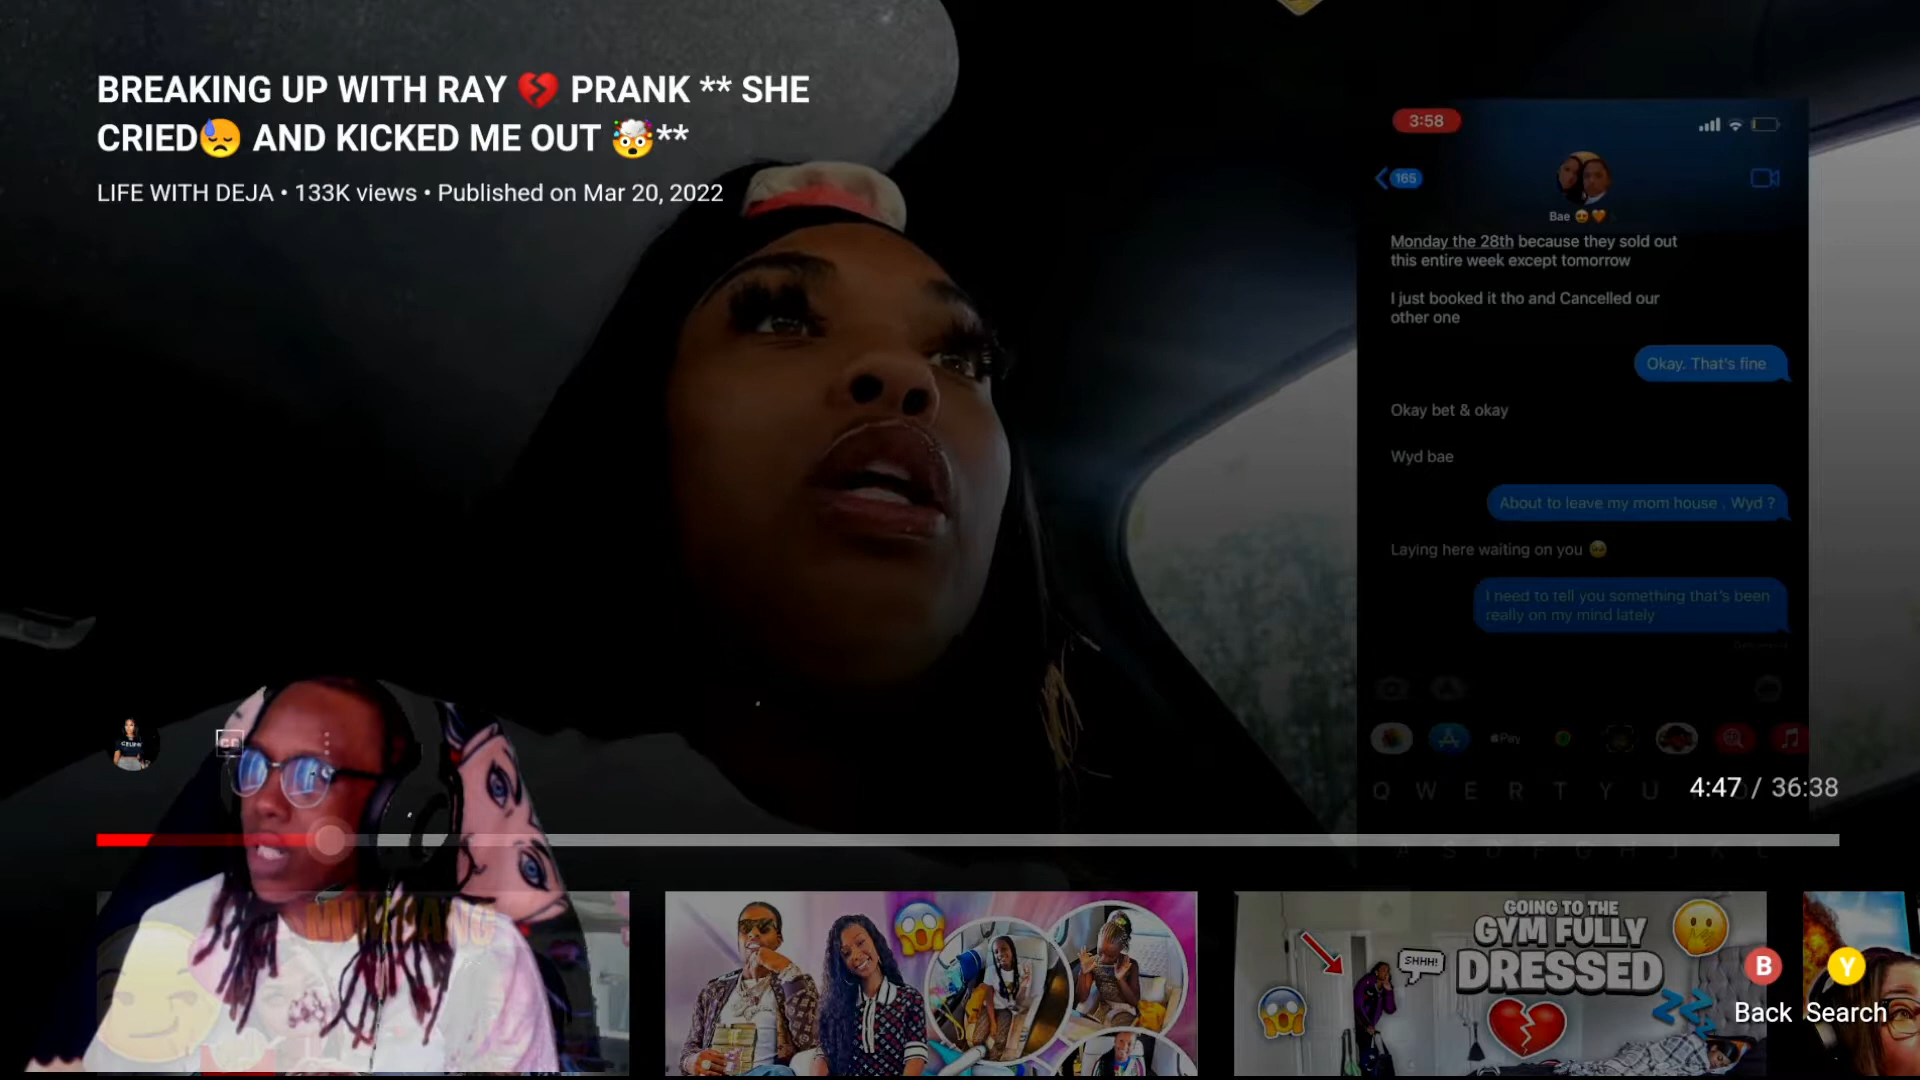 BREAKING UP WITH RAY 💔 PRANK ** SHE
CRIED😓 AND KICKED ME OUT 🤯**
LIFE WITH DEJA • 133K views • Published on Mar 20, 2022
3:58
165
Bae 🥺🧡
Monday the 28th because they sold out
this entire week except tomorrow
I just booked it tho and Cancelled our
other one
Okay. That's fine
Okay bet & okay
Wyd bae
About to leave my mom house , Wyd ?
Laying here waiting on you 🥺
I need to tell you something that's been
really on my mind lately
Pay
CC
4:47 / 36:38
Q W E R T Y U
A S D F G H J K L
GOING TO THE
GYM FULLY
DRESSED
SHHH!
B
Y
Back
Search